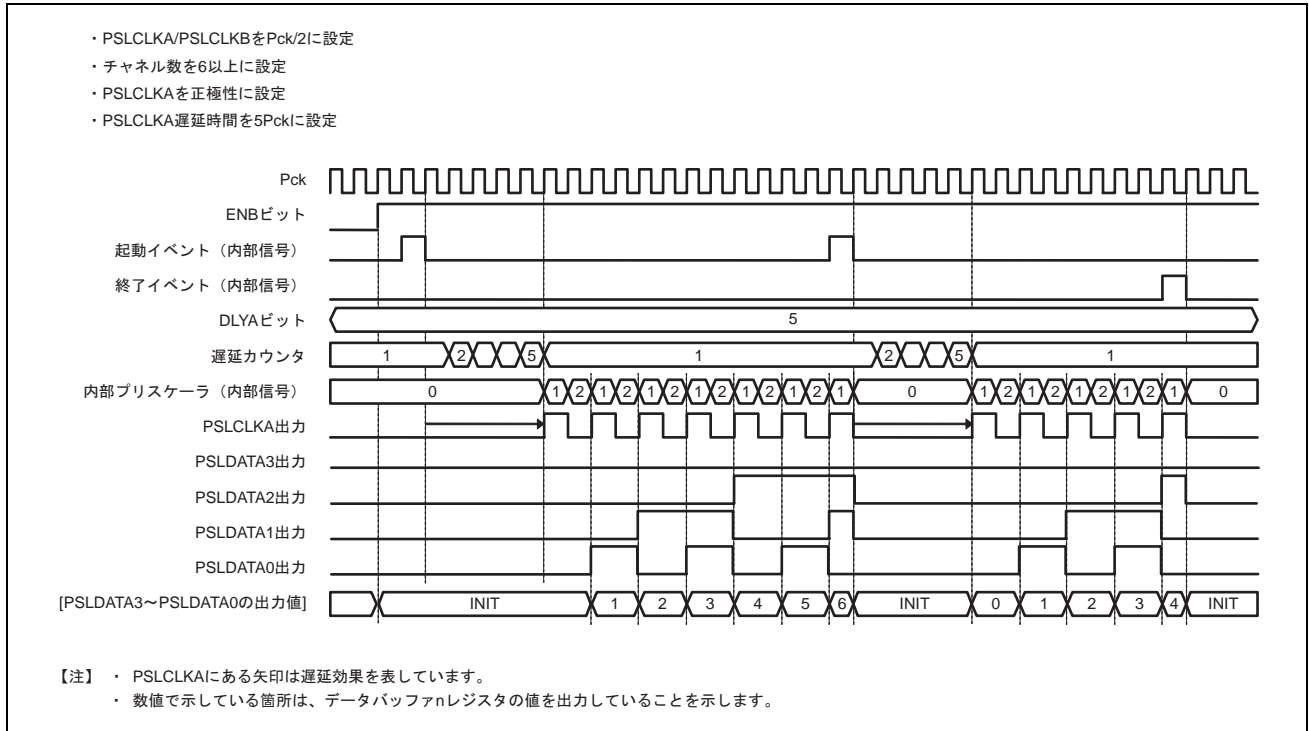 ・PSLCLKA/PSLCLKBをPck/2に設定
・チャネル数を6以上に設定
・PSLCLKAを正極性に設定
・PSLCLKA遅延時間を5Pckに設定
Pck
ENBビット
起動イベント（内部信号）
終了イベント（内部信号）
DLYAビット 5
遅延カウンタ 1 2 5 1 2 5 1
内部プリスケーラ（内部信号） 0 1 2 1 2 1 2 1 2 1 2 1 2 1 0 1 2 1 2 1 2 1 2 1 0
PSLCLKA出力
PSLDATA3出力
PSLDATA2出力
PSLDATA1出力
PSLDATA0出力
[PSLDATA3～PSLDATA0の出力値] INIT 1 2 3 4 5 6 INIT 0 1 2 3 4 INIT
【注】 ・ PSLCLKAにある矢印は遅延効果を表しています。
・ 数値で示している箇所は、データバッファnレジスタの値を出力していることを示します。